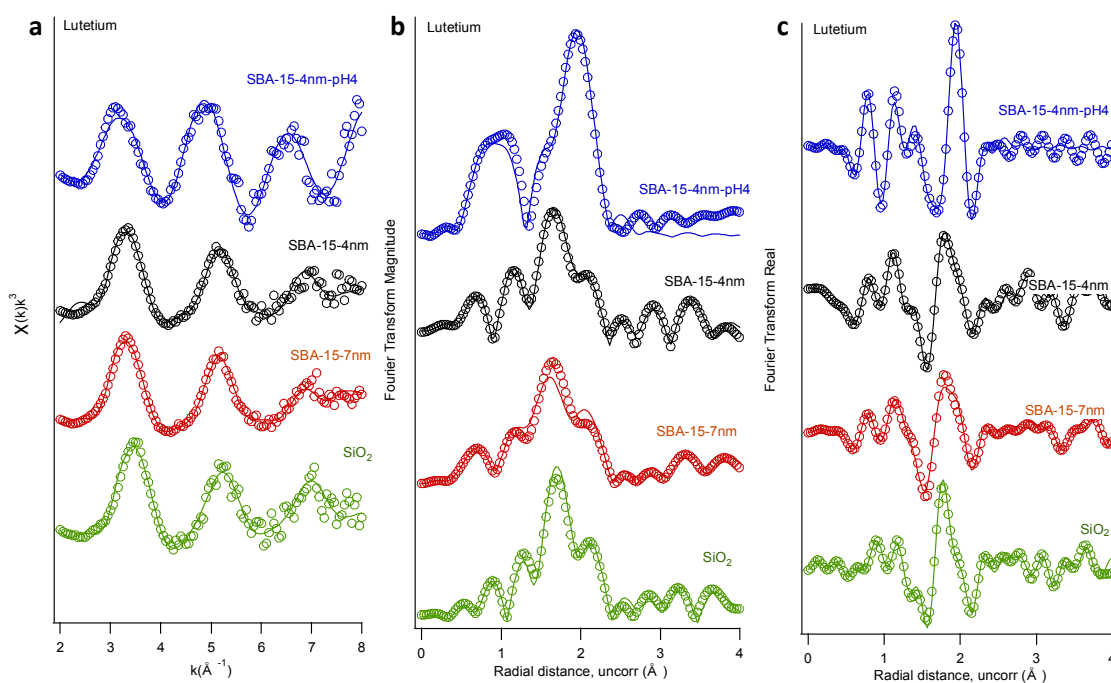 a
Lutetium
SBA-15-4nm-pH4
SBA-15-4nm
SBA-15-7nm
SiO2
χ(k)k3
2 3 4 5 6 7 8
k(Å-1)
b
Lutetium
SBA-15-4nm-pH4
SBA-15-4nm
SBA-15-7nm
SiO2
Fourier Transform Magnitude
0 1 2 3 4
Radial distance, uncorr (Å )
c
Lutetium
SBA-15-4nm-pH4
SBA-15-4nm
SBA-15-7nm
SiO2
Fourier Transform Real
0 1 2 3 4
Radial distance, uncorr (Å )